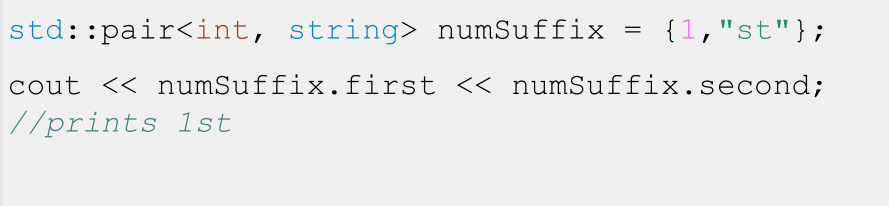 std::pair<int, string> numSuffix = {1,"st"};
cout << numSuffix.first << numSuffix.second;
//prints 1st